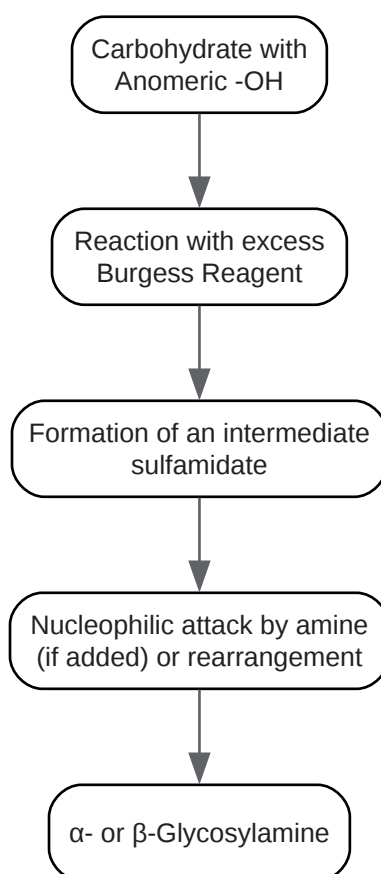 Carbohydrate with
Anomeric -OH
Reaction with excess
Burgess Reagent
Formation of an intermediate
sulfamidate
Nucleophilic attack by amine
(if added) or rearrangement
α- or β-Glycosylamine